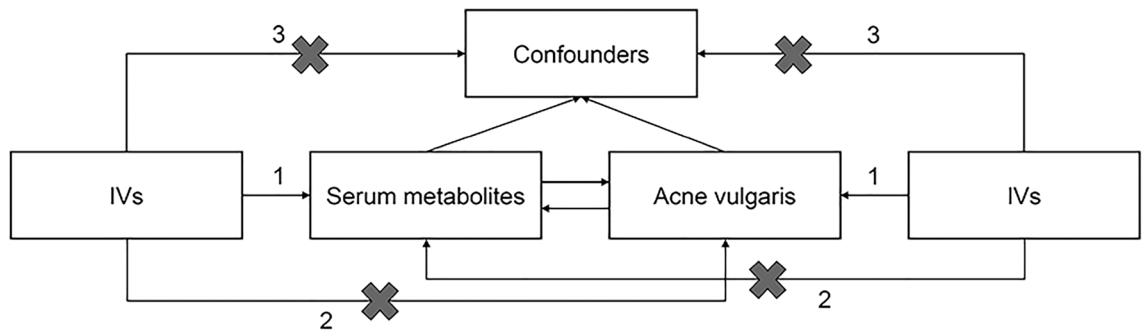 3
3
Confounders
IVs
1
Serum metabolites
Acne vulgaris
1
IVs
2
2